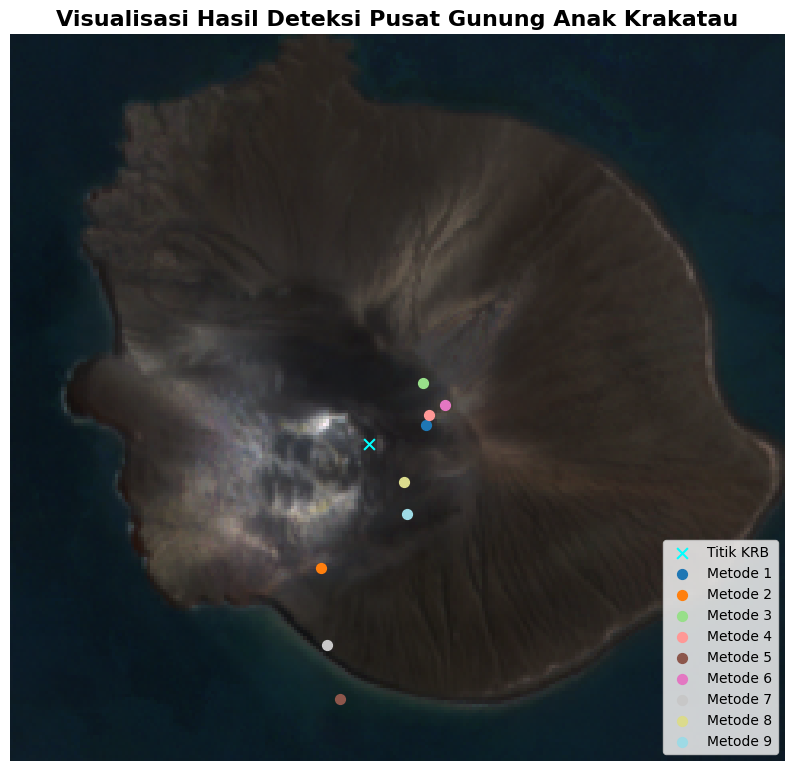 Visualisasi Hasil Deteksi Pusat Gunung Anak Krakatau
Titik KRB
Metode 1
Metode 2
Metode 3
Metode 4
Metode 5
Metode 6
Metode 7
Metode 8
Metode 9